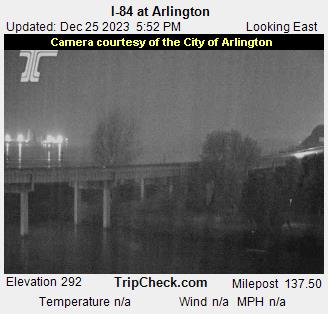 I-84 at Arlington
Updated: Dec 25 2023 5:52 PM Looking East
Camera courtesy of the City of Arlington
Elevation 292 TripCheck.com Milepost 137.50
Temperature n/a Wind n/a MPH n/a